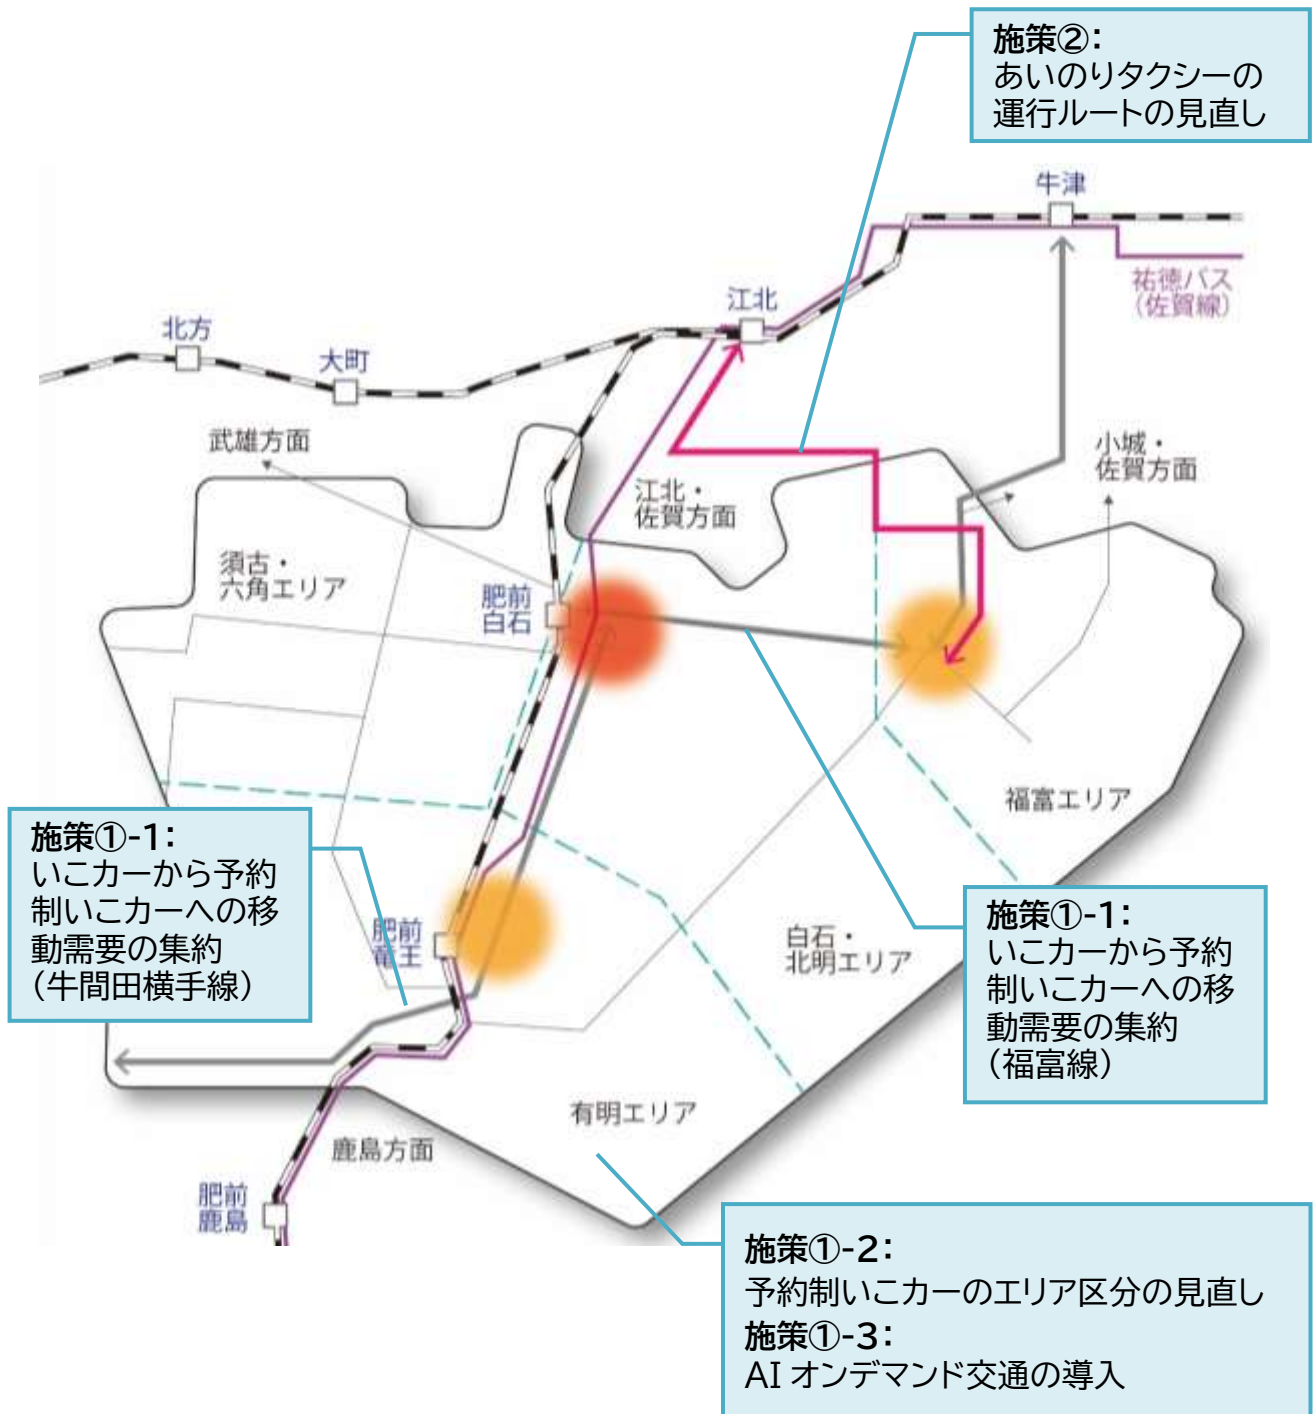 施策②：
あいのりタクシーの
運行ルートの見直し
牛津
祐徳バス
（佐賀線）
江北
北方
大町
武雄方面
小城・
佐賀方面
江北・
佐賀方面
須古・
六角エリア
肥前
白石
福富エリア
施策①-1：
いこカーから予約
制いこカーへの移
動需要の集約
（牛間田横手線）
肥前
竜王
白石・
北明エリア
施策①-1：
いこカーから予約
制いこカーへの移
動需要の集約
（福富線）
有明エリア
鹿島方面
肥前
鹿島
施策①-2：
予約制いこカーのエリア区分の見直し
施策①-3：
AI オンデマンド交通の導入